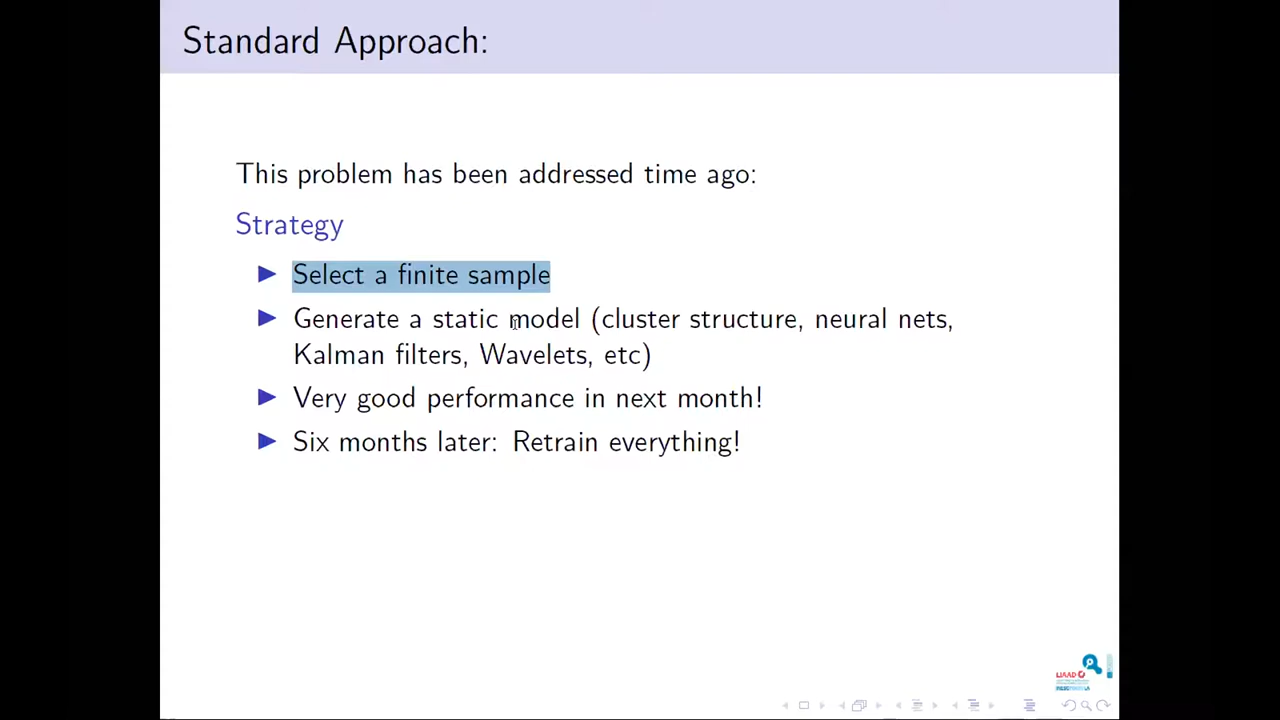 Standard Approach:
This problem has been addressed time ago:
Strategy
Select a finite sample
Generate a static model (cluster structure, neural nets,
Kalman filters, Wavelets, etc)
Very good performance in next month!
Six months later: Retrain everything!
LIAAD